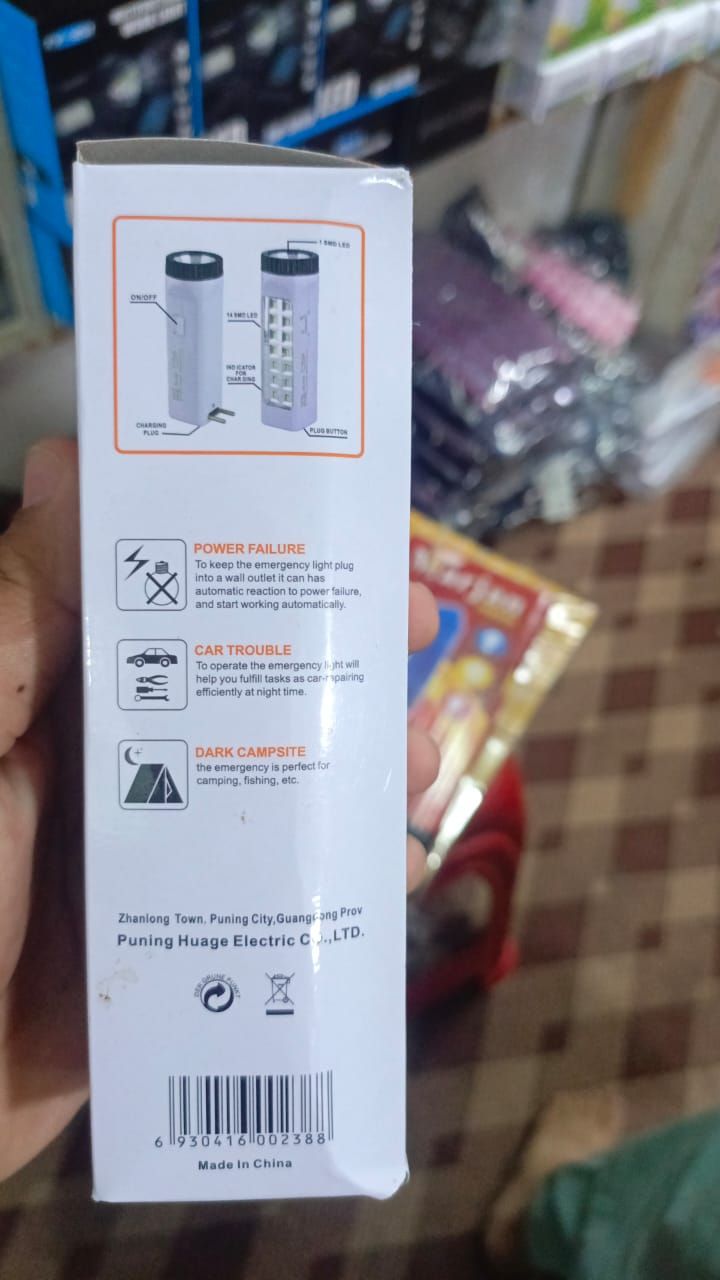 1 SMD LED
ON/OFF
14 SMD LED
INDICATOR
FOR
CHARGING
CHARGING
PLUG
PLUG BUTTON
POWER FAILURE
To keep the emergency light plug
into a wall outlet it can has
automatic reaction to power failure,
and start working automatically.
CAR TROUBLE
To operate the emergency light will
help you fulfill tasks as car-repairing
efficiently at night time.
DARK CAMPSITE
the emergency is perfect for
camping, fishing, etc.
Zhanlong Town, Puning City,Guangdong Prov
Puning Huage Electric CO.,LTD.
DER GRÜNE PUNKT
6 930416 002388
Made In China